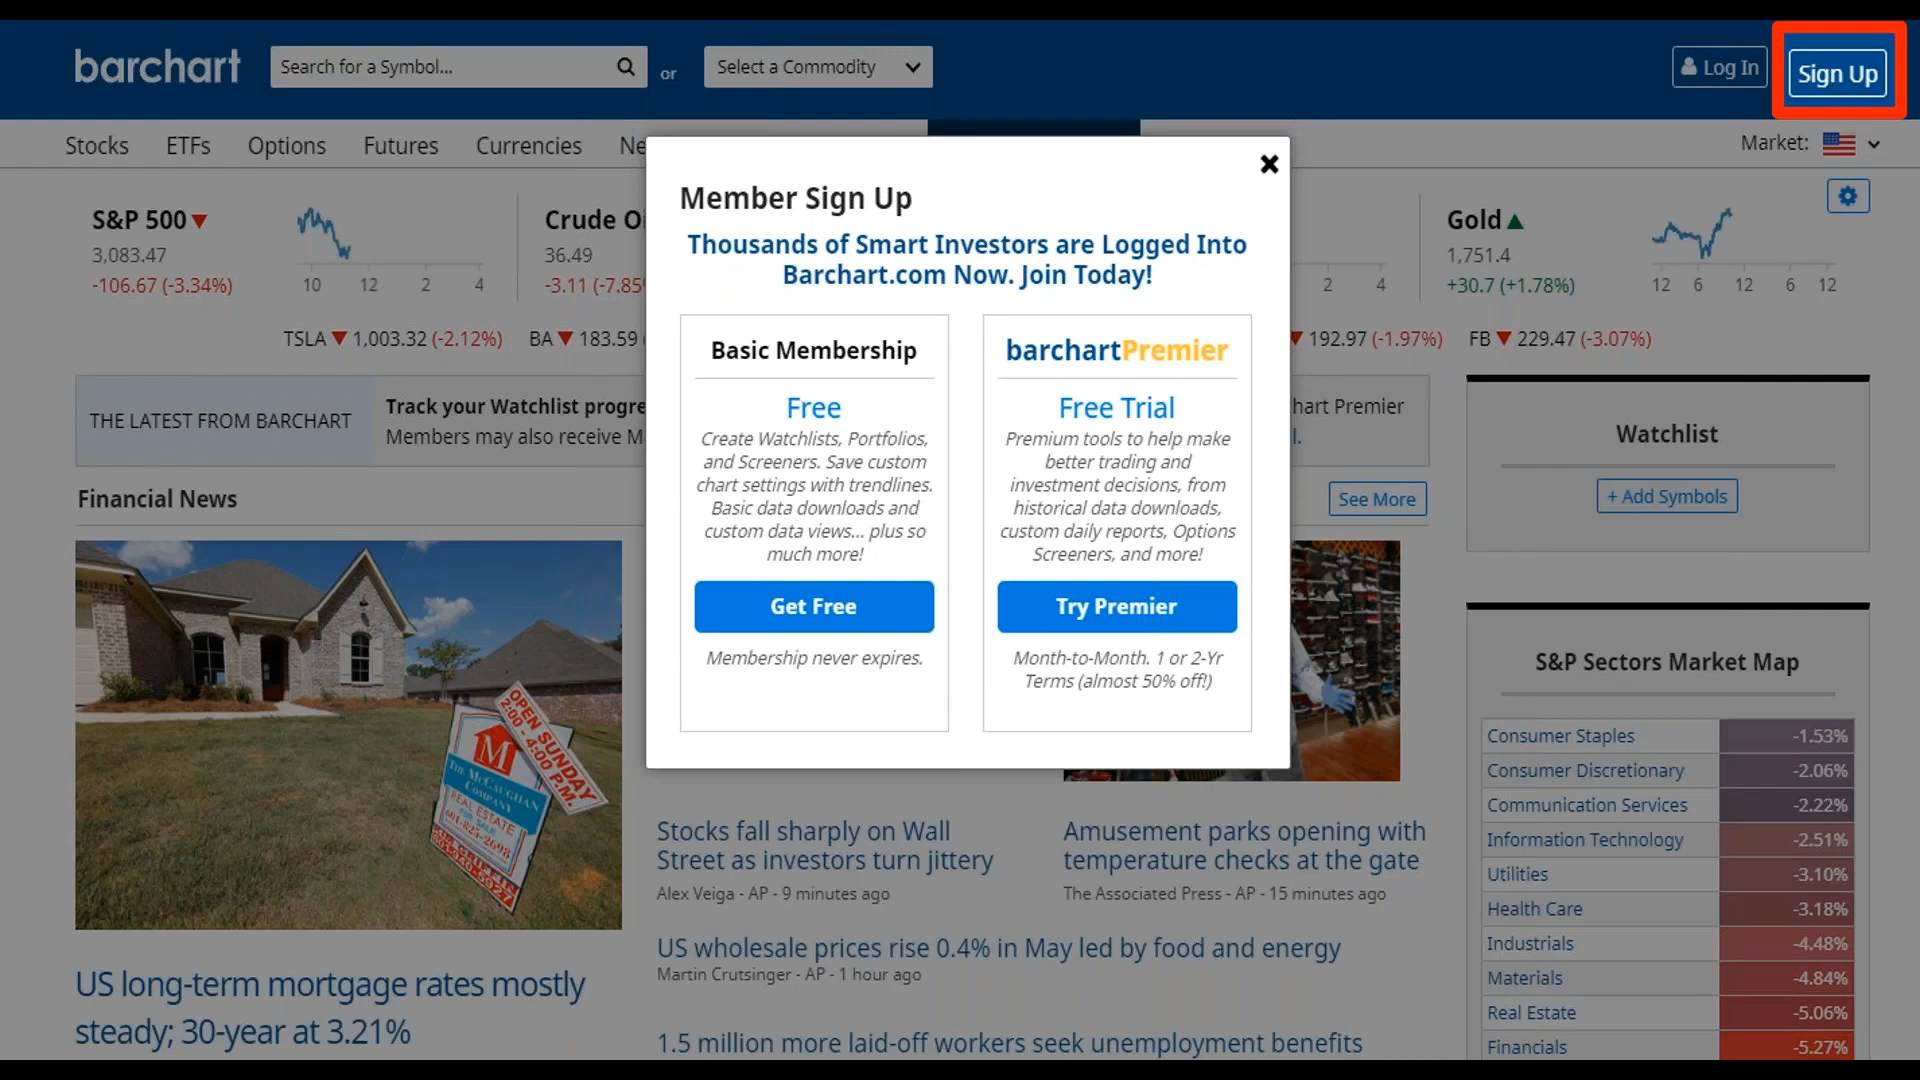 barchart
Search for a Symbol...
or
Select a Commodity
Log In
Sign Up
Stocks
ETFs
Options
Futures
Currencies
Ne
Market:
S&P 500
3,083.47
-106.67 (-3.34%)
10 12 2 4
Crude Oi
36.49
-3.11 (-7.85%
2 4
Gold
1,751.4
+30.7 (+1.78%)
12 6 12 6 12
TSLA 1,003.32 (-2.12%)
BA 183.59
192.97 (-1.97%)
FB 229.47 (-3.07%)
Member Sign Up
Thousands of Smart Investors are Logged Into
Barchart.com Now. Join Today!
Basic Membership
Free
Create Watchlists, Portfolios,
and Screeners. Save custom
chart settings with trendlines.
Basic data downloads and
custom data views... plus so
much more!
Get Free
Membership never expires.
barchartPremier
Free Trial
Premium tools to help make
better trading and
investment decisions, from
historical data downloads,
custom daily reports, Options
Screeners, and more!
Try Premier
Month-to-Month. 1 or 2-Yr
Terms (almost 50% off!)
THE LATEST FROM BARCHART
Track your Watchlist progre
Members may also receive M
hart Premier
l.
Financial News
See More
OPEN SUNDAY
2:00 - 4:00 P.M.
M
THE McCAUGHAN
COMPANY
REAL ESTATE
FOR SALE
601-825-2698
US long-term mortgage rates mostly
steady; 30-year at 3.21%
Stocks fall sharply on Wall
Street as investors turn jittery
Alex Veiga - AP - 9 minutes ago
Amusement parks opening with
temperature checks at the gate
The Associated Press - AP - 15 minutes ago
US wholesale prices rise 0.4% in May led by food and energy
Martin Crutsinger - AP - 1 hour ago
1.5 million more laid-off workers seek unemployment benefits
Watchlist
+ Add Symbols
S&P Sectors Market Map
Consumer Staples -1.53%
Consumer Discretionary -2.06%
Communication Services -2.22%
Information Technology -2.51%
Utilities -3.10%
Health Care -3.18%
Industrials -4.48%
Materials -4.84%
Real Estate -5.06%
Financials -5.27%